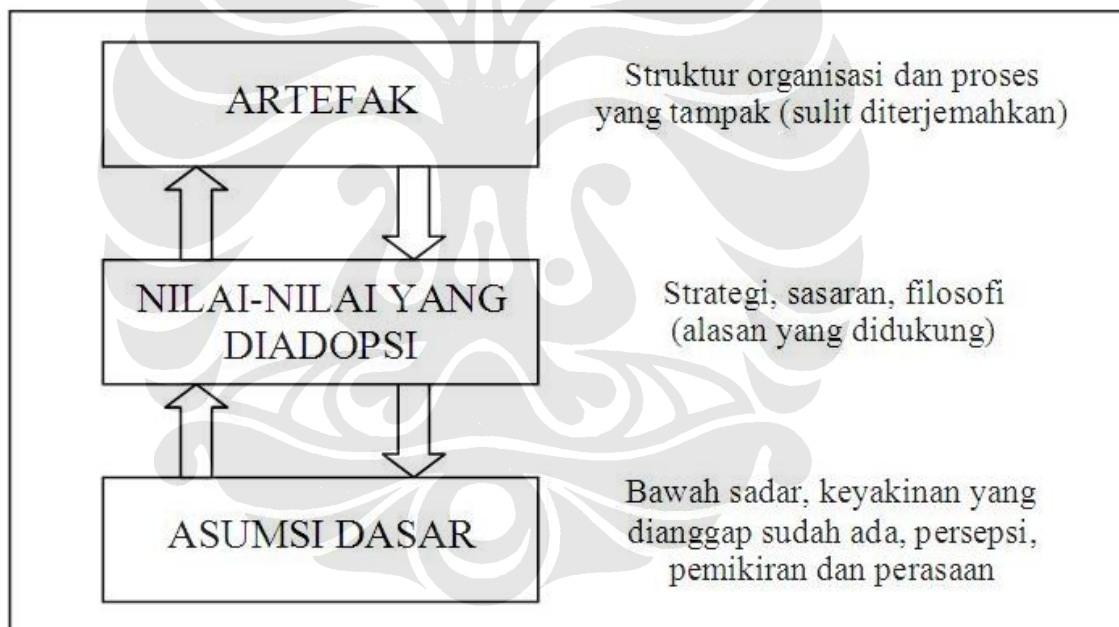 ARTEFAK
Struktur organisasi dan proses
yang tampak (sulit diterjemahkan)
NILAI-NILAI YANG
DIADOPSI
Strategi, sasaran, filosofi
(alasan yang didukung)
ASUMSI DASAR
Bawah sadar, keyakinan yang
dianggap sudah ada, persepsi,
pemikiran dan perasaan